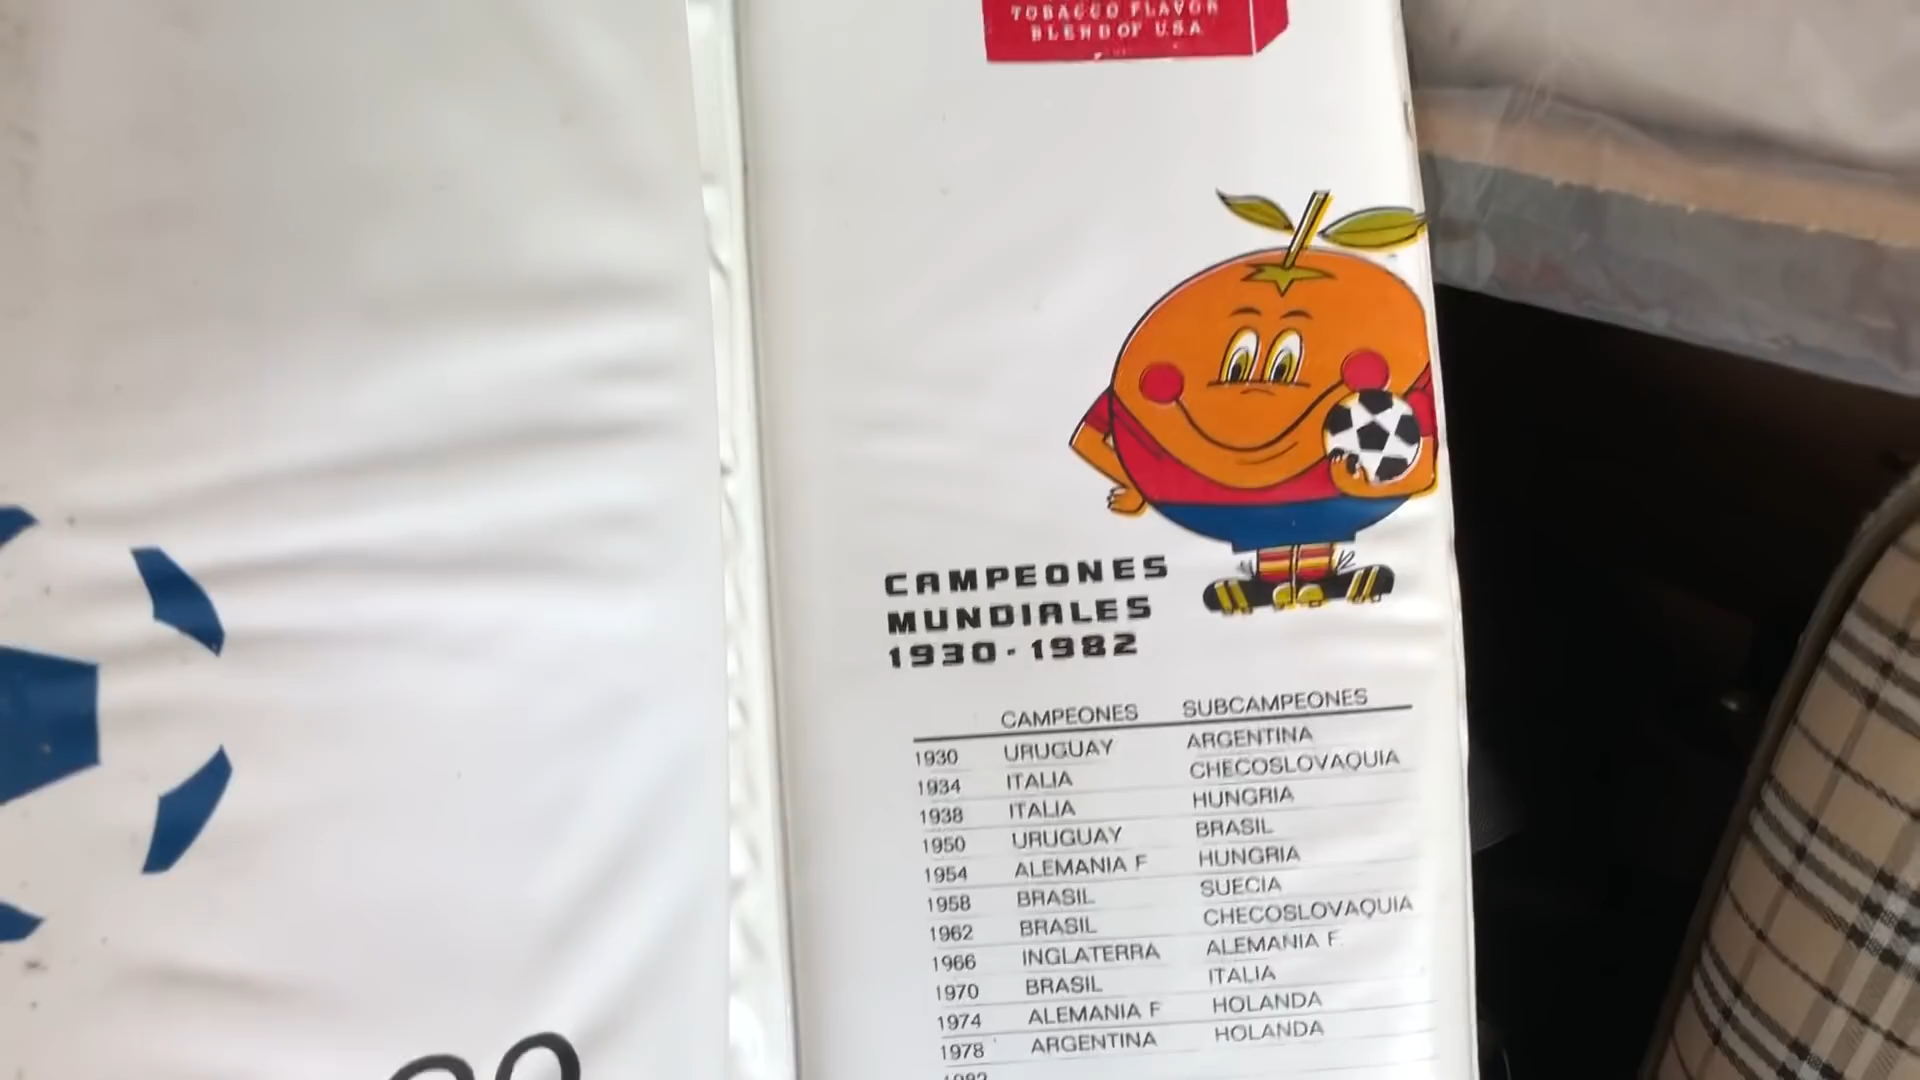 TOBACCO FLAVOR
BLEND OF U.S.A
CAMPEONES
MUNDIALES
1930-1982
CAMPEONES SUBCAMPEONES
1930 URUGUAY ARGENTINA
1934 ITALIA CHECOSLOVAQUIA
1938 ITALIA HUNGRIA
1950 URUGUAY BRASIL
1954 ALEMANIA F HUNGRIA
1958 BRASIL SUECIA
1962 BRASIL CHECOSLOVAQUIA
1966 INGLATERRA ALEMANIA F.
1970 BRASIL ITALIA
1974 ALEMANIA F HOLANDA
1978 ARGENTINA HOLANDA
1982